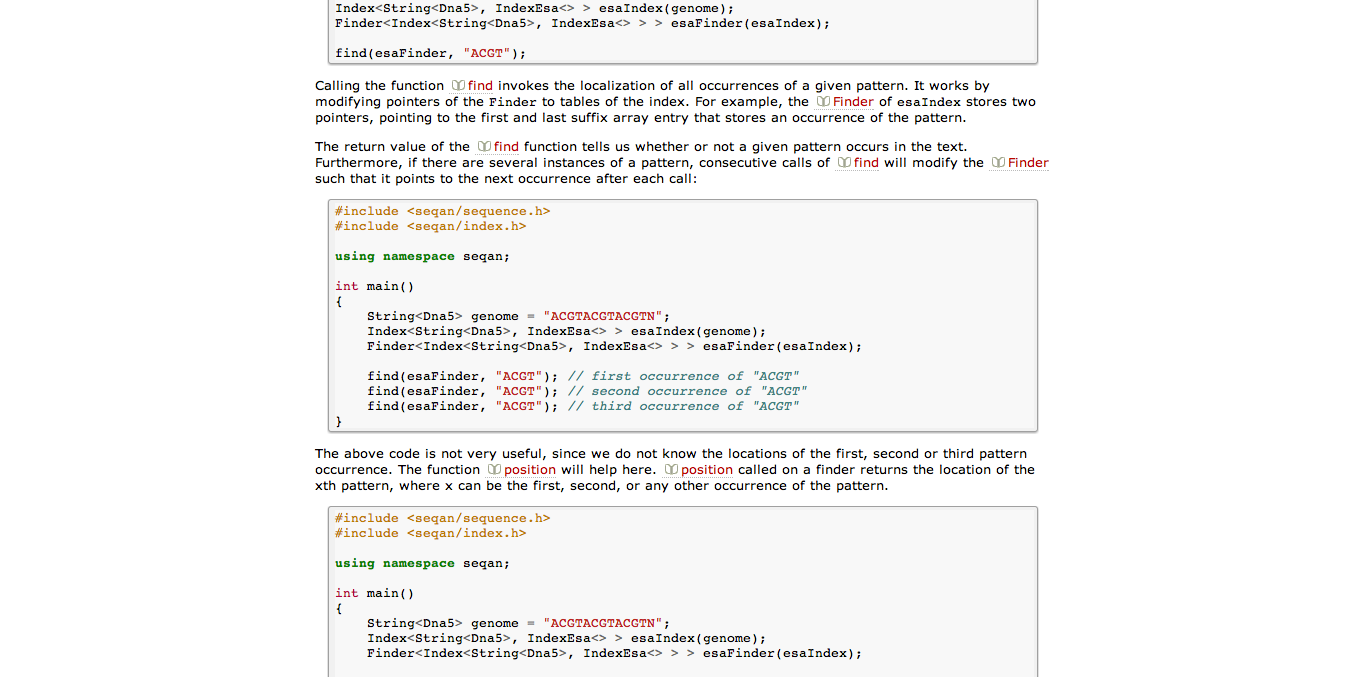 Index<String<Dna5>, IndexEsa<> > esaIndex(genome);
Finder<Index<String<Dna5>, IndexEsa<> > > esaFinder(esaIndex);
find(esaFinder, "ACGT");
Calling the function find invokes the localization of all occurrences of a given pattern. It works by
modifying pointers of the Finder to tables of the index. For example, the Finder of esaIndex stores two
pointers, pointing to the first and last suffix array entry that stores an occurrence of the pattern.
The return value of the find function tells us whether or not a given pattern occurs in the text.
Furthermore, if there are several instances of a pattern, consecutive calls of find will modify the Finder
such that it points to the next occurrence after each call:
#include <seqan/sequence.h>
#include <seqan/index.h>
using namespace seqan;
int main()
{
    String<Dna5> genome = "ACGTACGTACGTN";
    Index<String<Dna5>, IndexEsa<> > esaIndex(genome);
    Finder<Index<String<Dna5>, IndexEsa<> > > esaFinder(esaIndex);
    find(esaFinder, "ACGT"); // first occurrence of "ACGT"
    find(esaFinder, "ACGT"); // second occurrence of "ACGT"
    find(esaFinder, "ACGT"); // third occurrence of "ACGT"
}
The above code is not very useful, since we do not know the locations of the first, second or third pattern
occurrence. The function position will help here. position called on a finder returns the location of the
xth pattern, where x can be the first, second, or any other occurrence of the pattern.
#include <seqan/sequence.h>
#include <seqan/index.h>
using namespace seqan;
int main()
{
    String<Dna5> genome = "ACGTACGTACGTN";
    Index<String<Dna5>, IndexEsa<> > esaIndex(genome);
    Finder<Index<String<Dna5>, IndexEsa<> > > esaFinder(esaIndex);